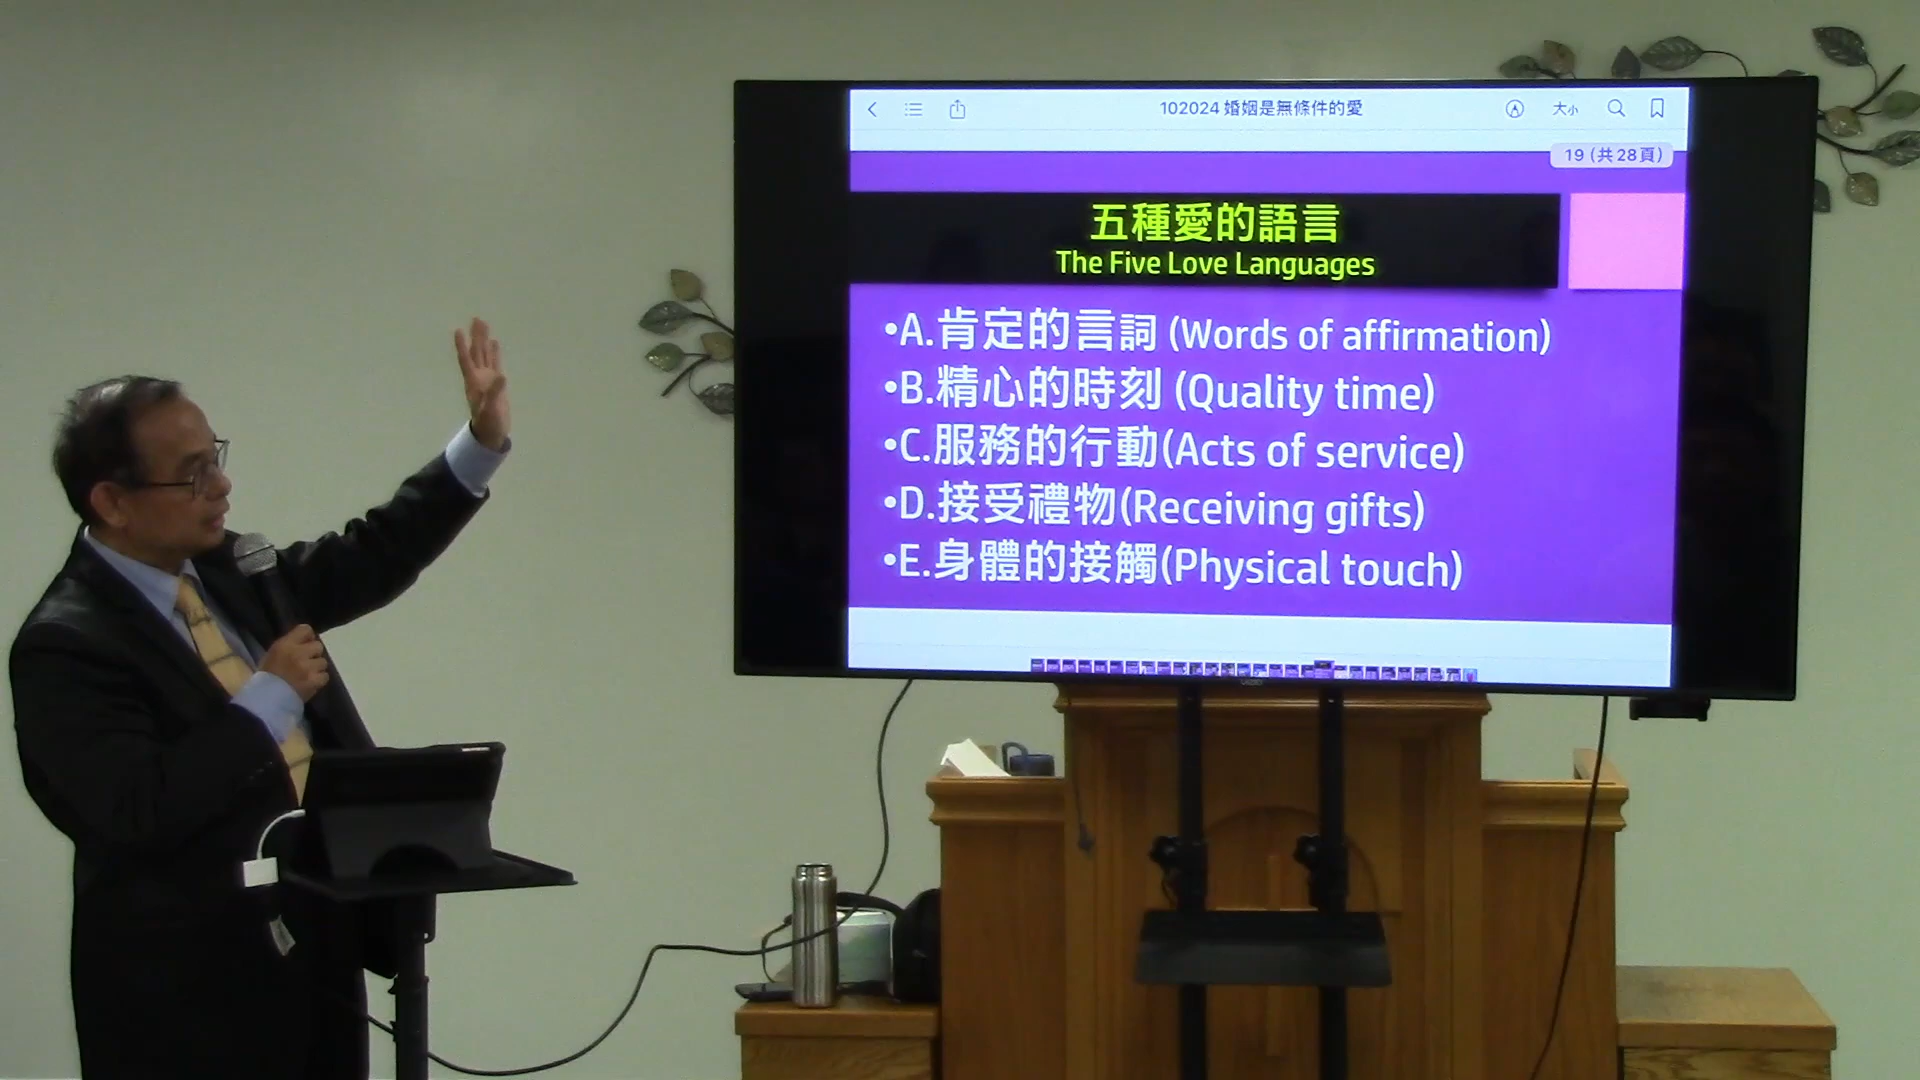 102024 婚姻是無條件的愛
大小
19 (共28頁)
五種愛的語言
The Five Love Languages
•A.肯定的言詞 (Words of affirmation)
•B.精心的時刻 (Quality time)
•C.服務的行動(Acts of service)
•D.接受禮物(Receiving gifts)
•E.身體的接觸(Physical touch)